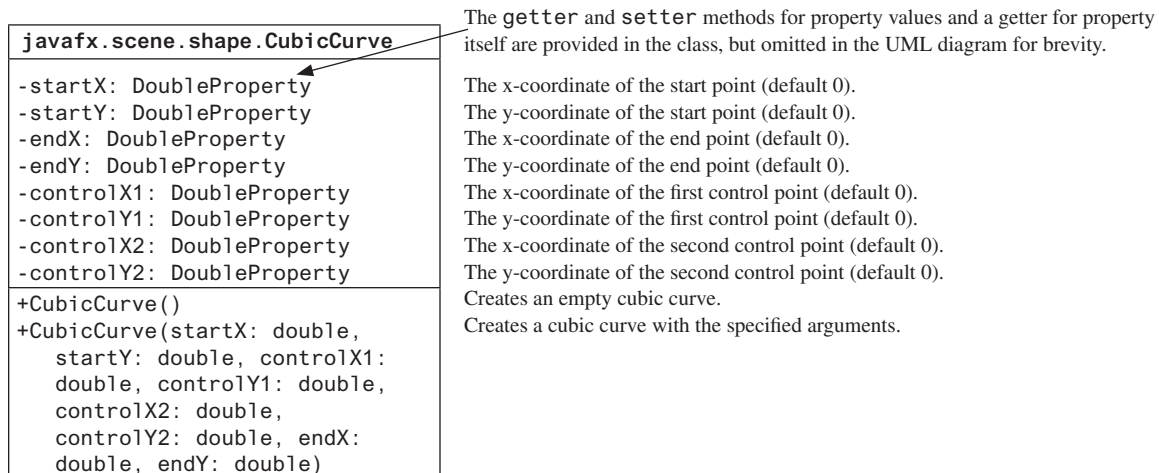 The getter and setter methods for property values and a getter for property
itself are provided in the class, but omitted in the UML diagram for brevity.
javafx.scene.shape.CubicCurve
-startX: DoubleProperty
The x-coordinate of the start point (default 0).
-startY: DoubleProperty
The y-coordinate of the start point (default 0).
-endX: DoubleProperty
The x-coordinate of the end point (default 0).
-endY: DoubleProperty
The y-coordinate of the end point (default 0).
-controlX1: DoubleProperty
The x-coordinate of the first control point (default 0).
-controlY1: DoubleProperty
The y-coordinate of the first control point (default 0).
-controlX2: DoubleProperty
The x-coordinate of the second control point (default 0).
-controlY2: DoubleProperty
The y-coordinate of the second control point (default 0).
+CubicCurve()
Creates an empty cubic curve.
+CubicCurve(startX: double,
Creates a cubic curve with the specified arguments.
startY: double, controlX1:
double, controlY1: double,
controlX2: double,
controlY2: double, endX:
double, endY: double)